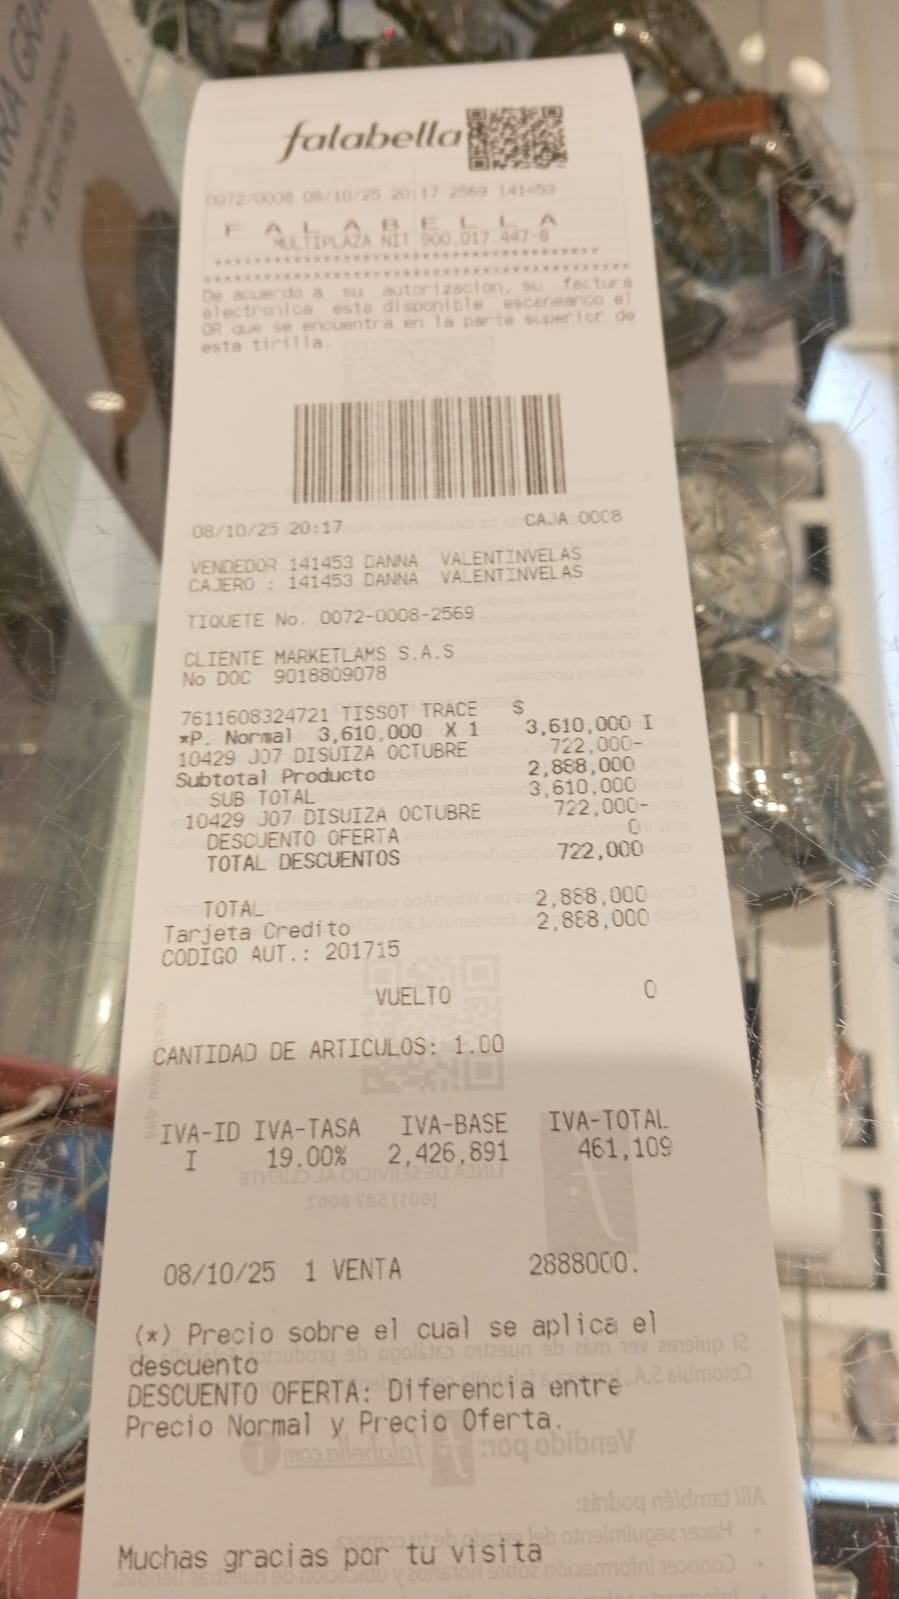 falabella
0072/0008 08/10/25 20:17 2569 141453
F A L A B E L L A
MULTIPLAZA NIT 900.017.447-8
De acuerdo a su autorizacion, su factura
electronica esta disponible escaneando el
QR que se encuentra en la parte superior de
esta tirilla.
08/10/25 20:17 CAJA 0008
VENDEDOR 141453 DANNA VALENTINVELAS
CAJERO : 141453 DANNA VALENTINVELAS
TIQUETE No. 0072-0008-2569
CLIENTE MARKETLAMS S.A.S
No DOC 9018809078
7611608324721 TISSOT TRACE $
*P. Normal 3,610,000 X 1 3,610,000 I
10429 J07 DISUIZA OCTUBRE 722,000-
Subtotal Producto 2,888,000
SUB TOTAL 3,610,000
10429 J07 DISUIZA OCTUBRE 722,000-
DESCUENTO OFERTA 0
TOTAL DESCUENTOS 722,000
TOTAL 2,888,000
Tarjeta Credito 2,888,000
CODIGO AUT.: 201715
VUELTO 0
CANTIDAD DE ARTICULOS: 1.00
IVA-ID IVA-TASA IVA-BASE IVA-TOTAL
I 19.00% 2,426,891 461,109
08/10/25 1 VENTA 2888000.
(*) Precio sobre el cual se aplica el
descuento
DESCUENTO OFERTA: Diferencia entre
Precio Normal y Precio Oferta.
Muchas gracias por tu visita